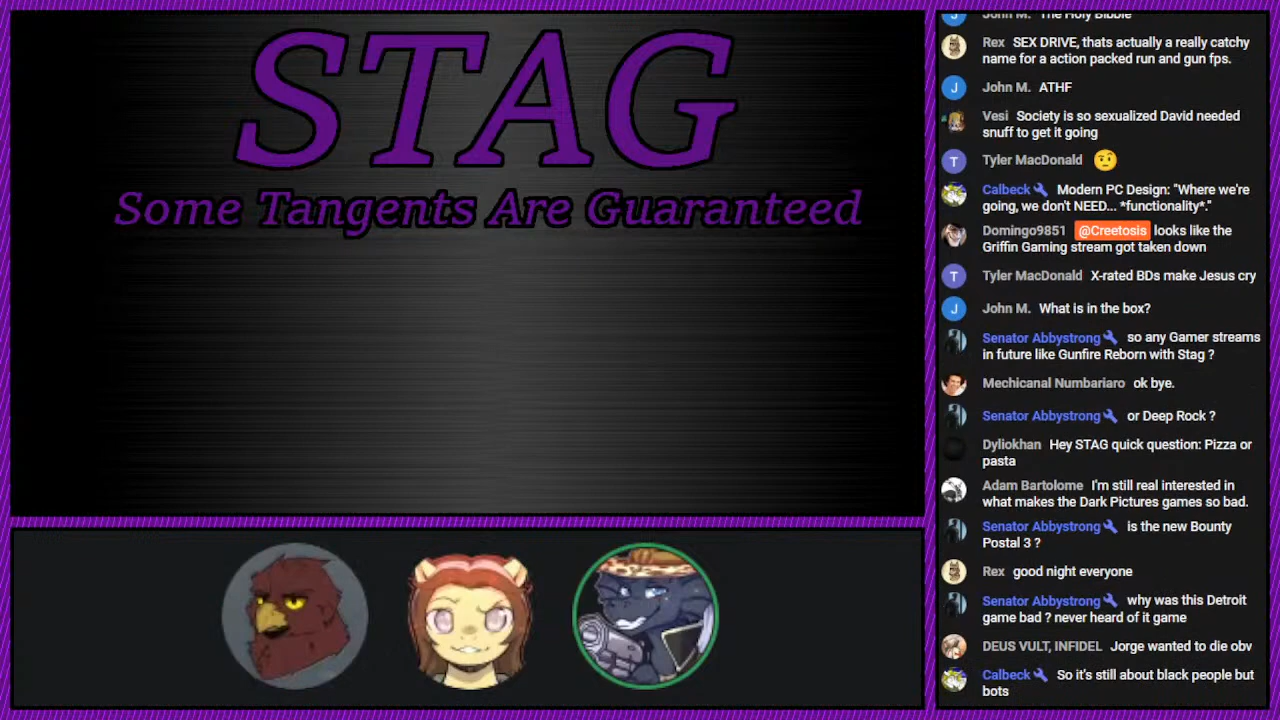 STAG
Some Tangents Are Guaranteed
John M. The Holy Bibble
Rex SEX DRIVE, thats actually a really catchy
name for a action packed run and gun fps.
J John M. ATHF
Vesi Society is so sexualized David needed
snuff to get it going
T Tyler MacDonald 🤨
Calbeck Modern PC Design: "Where we're
going, we don't NEED... *functionality*."
Domingo9851 @Creetosis looks like the
Griffin Gaming stream got taken down
T Tyler MacDonald X-rated BDs make Jesus cry
J John M. What is in the box?
Senator Abbystrong so any Gamer streams
in future like Gunfire Reborn with Stag ?
Mechicanal Numbariaro ok bye.
Senator Abbystrong or Deep Rock ?
Dyliokhan Hey STAG quick question: Pizza or
pasta
Adam Bartolome I'm still real interested in
what makes the Dark Pictures games so bad.
Senator Abbystrong is the new Bounty
Postal 3 ?
Rex good night everyone
Senator Abbystrong why was this Detroit
game bad ? never heard of it game
DEUS VULT, INFIDEL Jorge wanted to die obv
Calbeck So it's still about black people but
bots